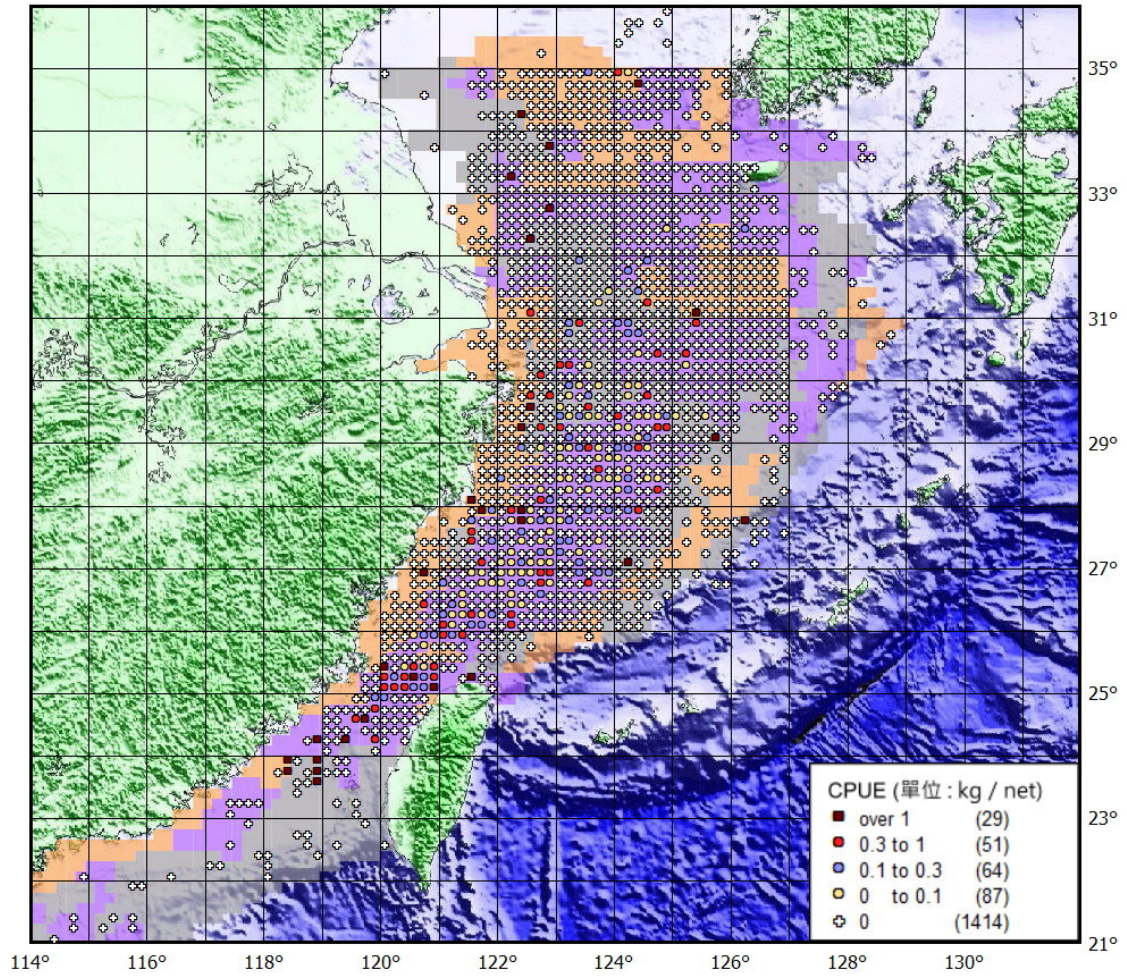 35°
33°
31°
29°
27°
25°
23°
21°
CPUE (單位 : kg / net)
over 1 (29)
0.3 to 1 (51)
0.1 to 0.3 (64)
0 to 0.1 (87)
0 (1414)
114 116 118 120 122 124 126 128 130